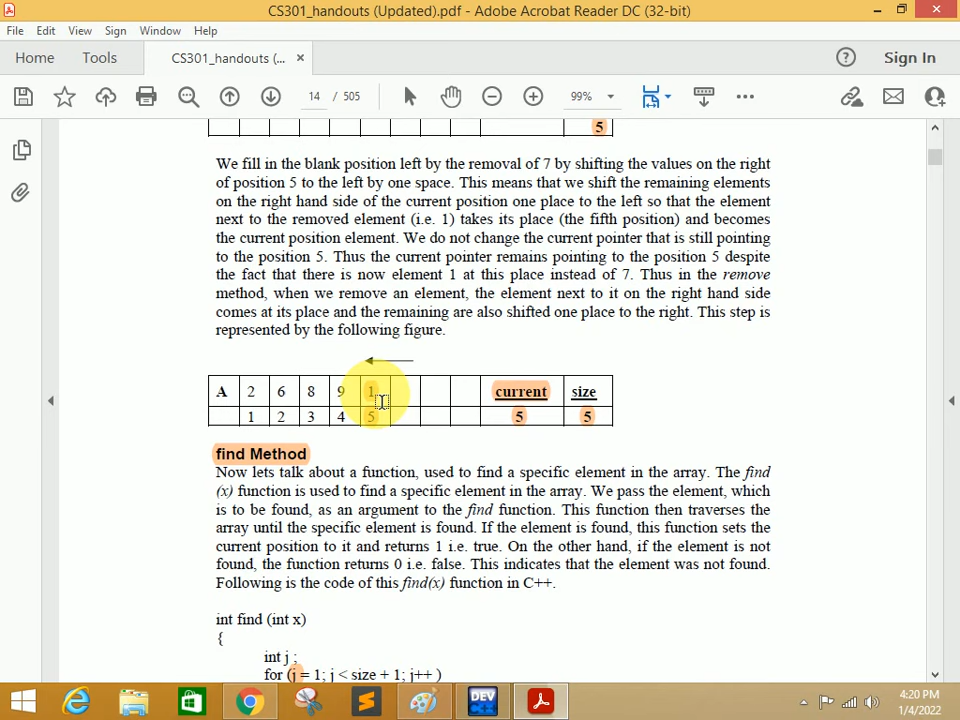 CS301_handouts (Updated).pdf - Adobe Acrobat Reader DC (32-bit)
File Edit View Sign Window Help
Home Tools CS301_handouts (... × Sign In
14 / 505 99%
5
We fill in the blank position left by the removal of 7 by shifting the values on the right
of position 5 to the left by one space. This means that we shift the remaining elements
on the right hand side of the current position one place to the left so that the element
next to the removed element (i.e. 1) takes its place (the fifth position) and becomes
the current position element. We do not change the current pointer that is still pointing
to the position 5. Thus the current pointer remains pointing to the position 5 despite
the fact that there is now element 1 at this place instead of 7. Thus in the remove
method, when we remove an element, the element next to it on the right hand side
comes at its place and the remaining are also shifted one place to the right. This step is
represented by the following figure.
A 2 6 8 9 1 current size
1 2 3 4 5 5 5
find Method
Now lets talk about a function, used to find a specific element in the array. The find
(x) function is used to find a specific element in the array. We pass the element, which
is to be found, as an argument to the find function. This function then traverses the
array until the specific element is found. If the element is found, this function sets the
current position to it and returns 1 i.e. true. On the other hand, if the element is not
found, the function returns 0 i.e. false. This indicates that the element was not found.
Following is the code of this find(x) function in C++.
int find (int x)
{
int j ;
for (j = 1; j < size + 1; j++ )
DEV
4:20 PM
1/4/2022